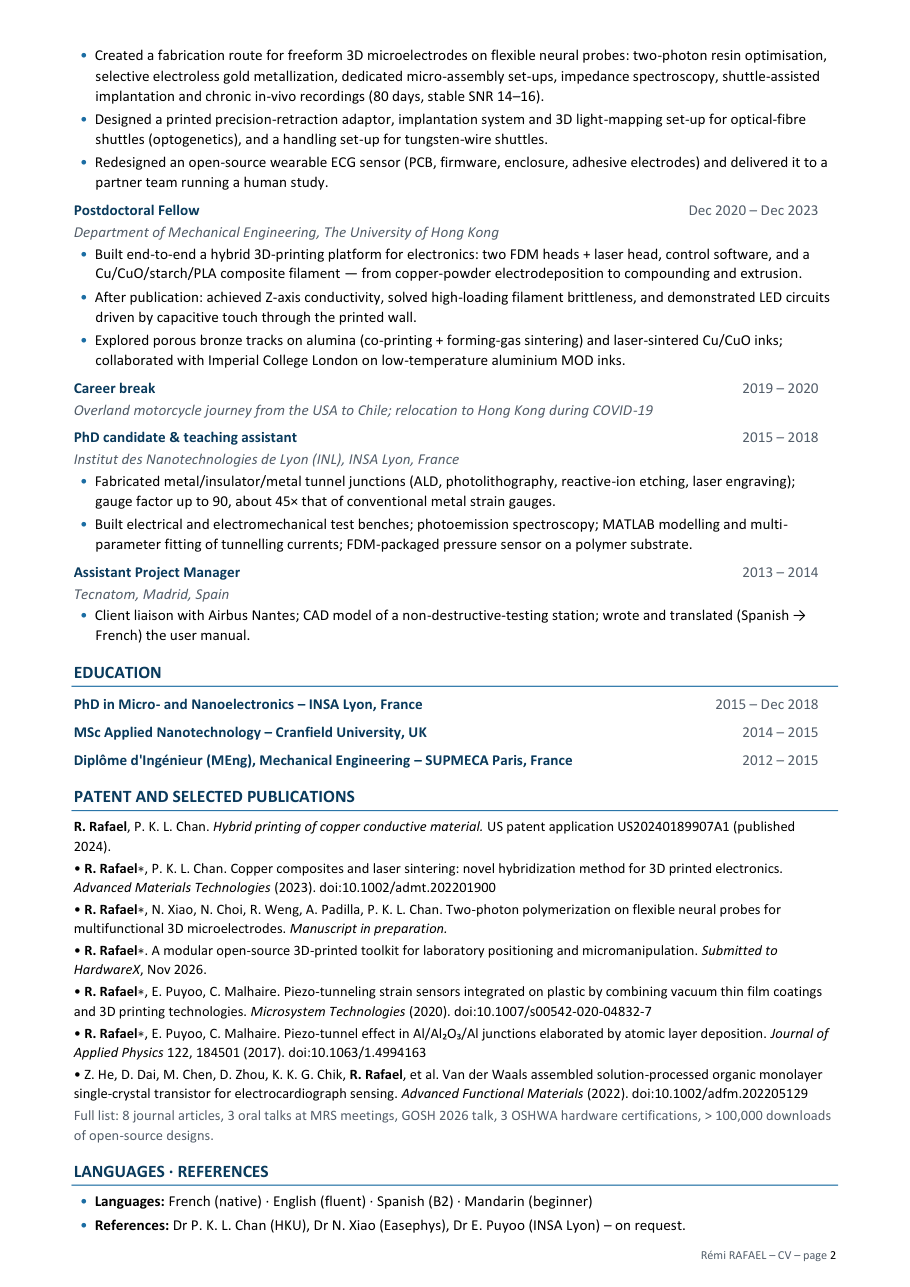 • Created a fabrication route for freeform 3D microelectrodes on flexible neural probes: two-photon resin optimisation,
selective electroless gold metallization, dedicated micro-assembly set-ups, impedance spectroscopy, shuttle-assisted
implantation and chronic in-vivo recordings (80 days, stable SNR 14–16).
• Designed a printed precision-retraction adaptor, implantation system and 3D light-mapping set-up for optical-fibre
shuttles (optogenetics), and a handling set-up for tungsten-wire shuttles.
• Redesigned an open-source wearable ECG sensor (PCB, firmware, enclosure, adhesive electrodes) and delivered it to a
partner team running a human study.
Postdoctoral Fellow Dec 2020 – Dec 2023
Department of Mechanical Engineering, The University of Hong Kong
• Built end-to-end a hybrid 3D-printing platform for electronics: two FDM heads + laser head, control software, and a
Cu/CuO/starch/PLA composite filament — from copper-powder electrodeposition to compounding and extrusion.
• After publication: achieved Z-axis conductivity, solved high-loading filament brittleness, and demonstrated LED circuits
driven by capacitive touch through the printed wall.
• Explored porous bronze tracks on alumina (co-printing + forming-gas sintering) and laser-sintered Cu/CuO inks;
collaborated with Imperial College London on low-temperature aluminium MOD inks.
Career break 2019 – 2020
Overland motorcycle journey from the USA to Chile; relocation to Hong Kong during COVID-19
PhD candidate & teaching assistant 2015 – 2018
Institut des Nanotechnologies de Lyon (INL), INSA Lyon, France
• Fabricated metal/insulator/metal tunnel junctions (ALD, photolithography, reactive-ion etching, laser engraving);
gauge factor up to 90, about 45× that of conventional metal strain gauges.
• Built electrical and electromechanical test benches; photoemission spectroscopy; MATLAB modelling and multi-
parameter fitting of tunnelling currents; FDM-packaged pressure sensor on a polymer substrate.
Assistant Project Manager 2013 – 2014
Tecnatom, Madrid, Spain
• Client liaison with Airbus Nantes; CAD model of a non-destructive-testing station; wrote and translated (Spanish →
French) the user manual.
EDUCATION
PhD in Micro- and Nanoelectronics – INSA Lyon, France 2015 – Dec 2018
MSc Applied Nanotechnology – Cranfield University, UK 2014 – 2015
Diplôme d'Ingénieur (MEng), Mechanical Engineering – SUPMECA Paris, France 2012 – 2015
PATENT AND SELECTED PUBLICATIONS
R. Rafael, P. K. L. Chan. Hybrid printing of copper conductive material. US patent application US20240189907A1 (published
2024).
• R. Rafael*, P. K. L. Chan. Copper composites and laser sintering: novel hybridization method for 3D printed electronics.
Advanced Materials Technologies (2023). doi:10.1002/admt.202201900
• R. Rafael*, N. Xiao, N. Choi, R. Weng, A. Padilla, P. K. L. Chan. Two-photon polymerization on flexible neural probes for
multifunctional 3D microelectrodes. Manuscript in preparation.
• R. Rafael*. A modular open-source 3D-printed toolkit for laboratory positioning and micromanipulation. Submitted to
HardwareX, Nov 2026.
• R. Rafael*, E. Puyoo, C. Malhaire. Piezo-tunneling strain sensors integrated on plastic by combining vacuum thin film coatings
and 3D printing technologies. Microsystem Technologies (2020). doi:10.1007/s00542-020-04832-7
• R. Rafael*, E. Puyoo, C. Malhaire. Piezo-tunnel effect in Al/Al₂O₃/Al junctions elaborated by atomic layer deposition. Journal of
Applied Physics 122, 184501 (2017). doi:10.1063/1.4994163
• Z. He, D. Dai, M. Chen, D. Zhou, K. K. G. Chik, R. Rafael, et al. Van der Waals assembled solution-processed organic monolayer
single-crystal transistor for electrocardiograph sensing. Advanced Functional Materials (2022). doi:10.1002/adfm.202205129
Full list: 8 journal articles, 3 oral talks at MRS meetings, GOSH 2026 talk, 3 OSHWA hardware certifications, > 100,000 downloads
of open-source designs.
LANGUAGES · REFERENCES
• Languages: French (native) · English (fluent) · Spanish (B2) · Mandarin (beginner)
• References: Dr P. K. L. Chan (HKU), Dr N. Xiao (Easephys), Dr E. Puyoo (INSA Lyon) – on request.
Rémi RAFAEL – CV – page 2